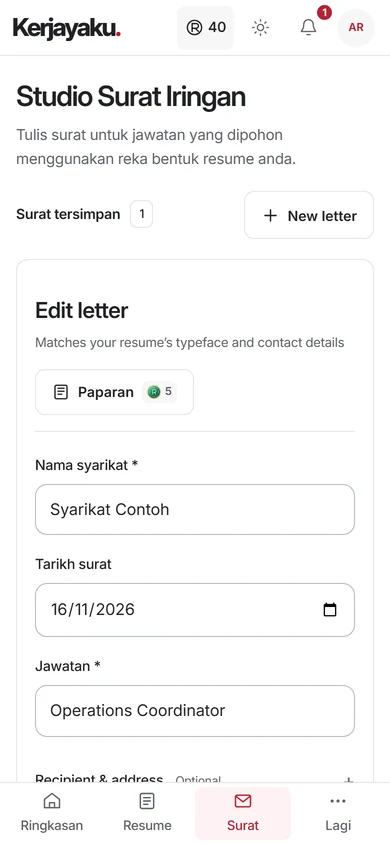 Kerjayaku.
40
1
AR
Studio Surat Iringan
Tulis surat untuk jawatan yang dipohon
menggunakan reka bentuk resume anda.
Surat tersimpan 1
+ New letter
Edit letter
Matches your resume's typeface and contact details
Paparan 5
Nama syarikat *
Syarikat Contoh
Tarikh surat
16/11/2026
Jawatan *
Operations Coordinator
Recipient & address Optional +
Ringkasan
Resume
Surat
Lagi